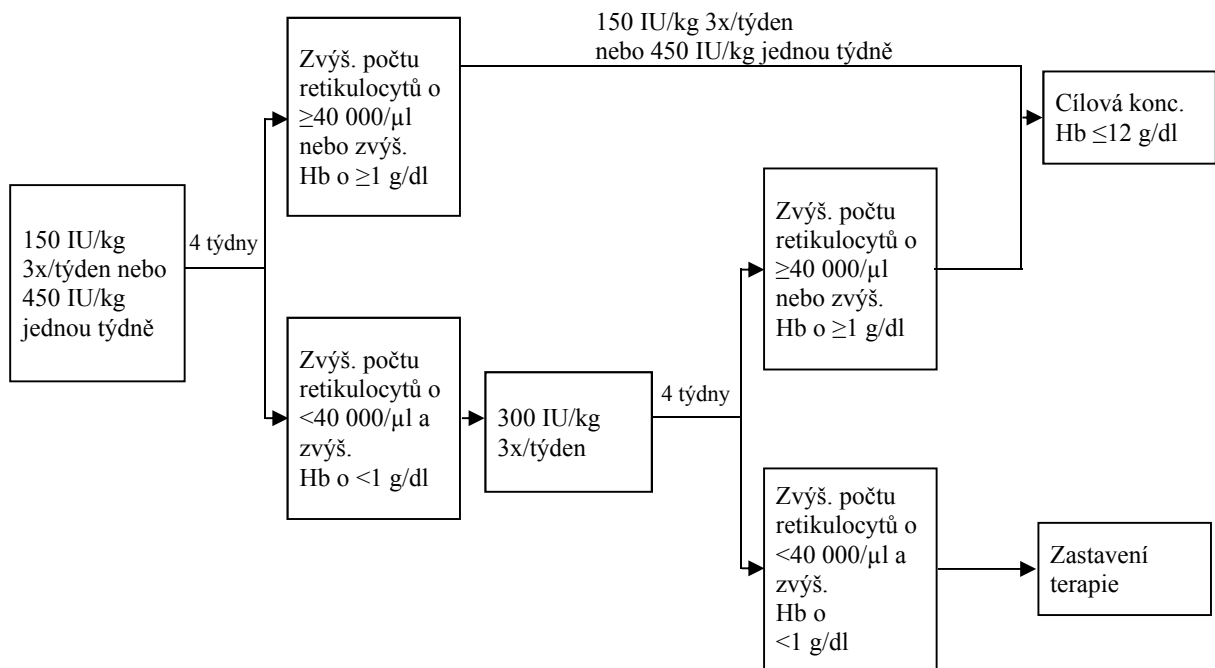 150 IU/kg
3x/týden nebo
450 IU/kg
jednou týdně
4 týdny
Zvýš. počtu
retikulocytů o
≥40 000/µl
nebo zvýš.
Hb o ≥1 g/dl
150 IU/kg 3x/týden
nebo 450 IU/kg jednou týdně
Cílová konc.
Hb ≤12 g/dl
Zvýš. počtu
retikulocytů o
<40 000/µl a
zvýš.
Hb o <1 g/dl
300 IU/kg
3x/týden
4 týdny
Zvýš. počtu
retikulocytů o
≥40 000/µl
nebo zvýš.
Hb o ≥1 g/dl
Zvýš. počtu
retikulocytů o
<40 000/µl a
zvýš.
Hb o
<1 g/dl
Zastavení
terapie